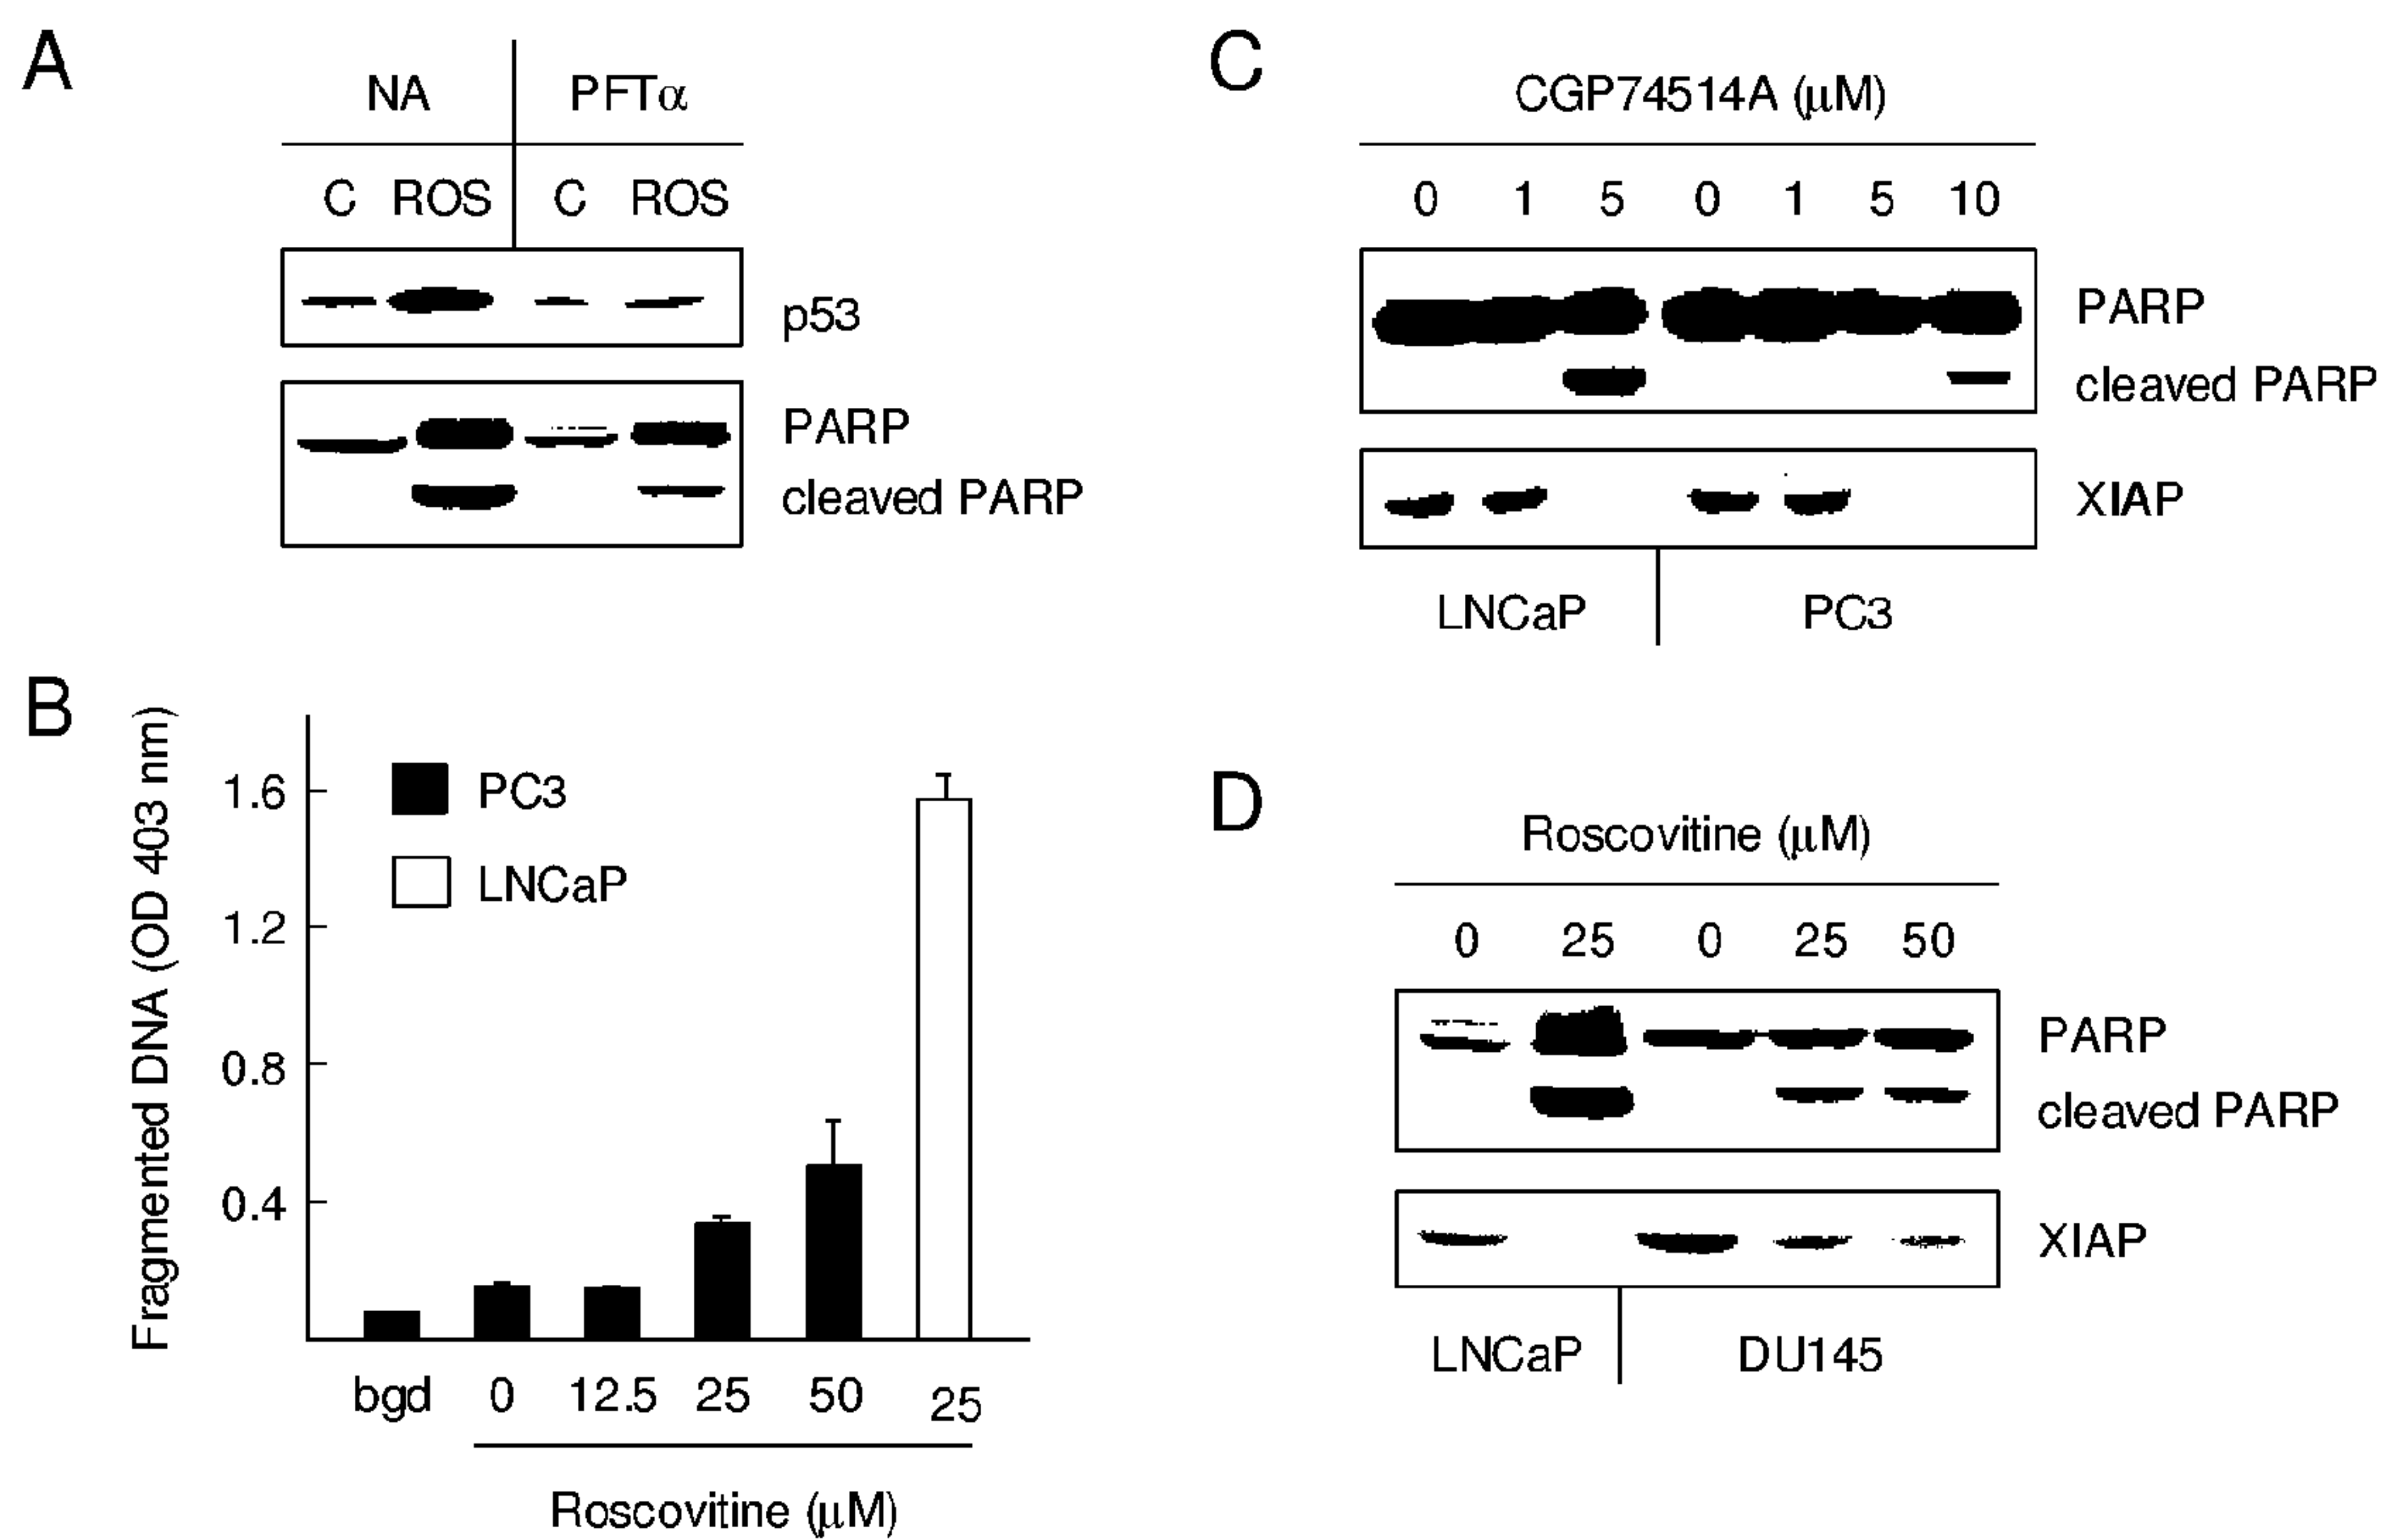 A
NA PFTα
C ROS C ROS
p53
PARP
cleaved PARP
B
Fragmented DNA (OD 403 nm)
1.6
1.2
0.8
0.4
PC3
LNCaP
bgd 0 12.5 25 50 25
Roscovitine (μM)
C
CGP74514A (μM)
0 1 5 0 1 5 10
PARP
cleaved PARP
XIAP
LNCaP PC3
D
Roscovitine (μM)
0 25 0 25 50
PARP
cleaved PARP
XIAP
LNCaP DU145